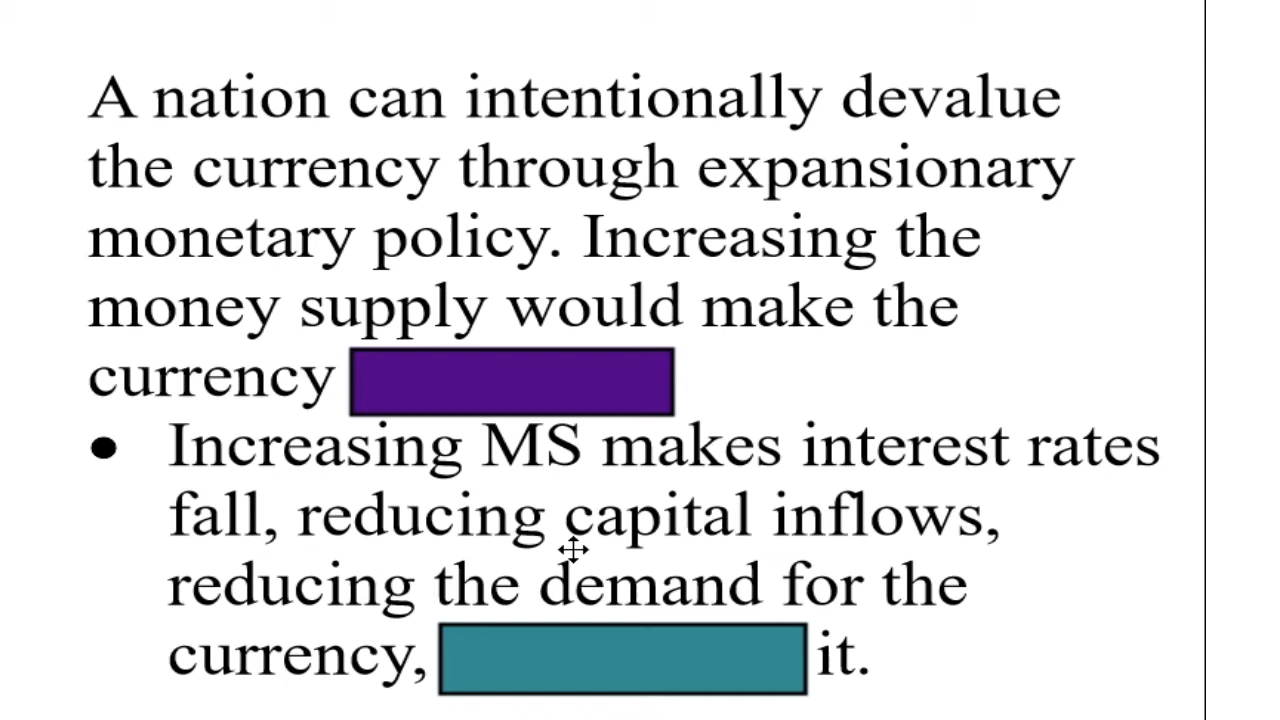 A nation can intentionally devalue
the currency through expansionary
monetary policy. Increasing the
money supply would make the
currency
• Increasing MS makes interest rates
fall, reducing capital inflows,
reducing the demand for the
currency, it.